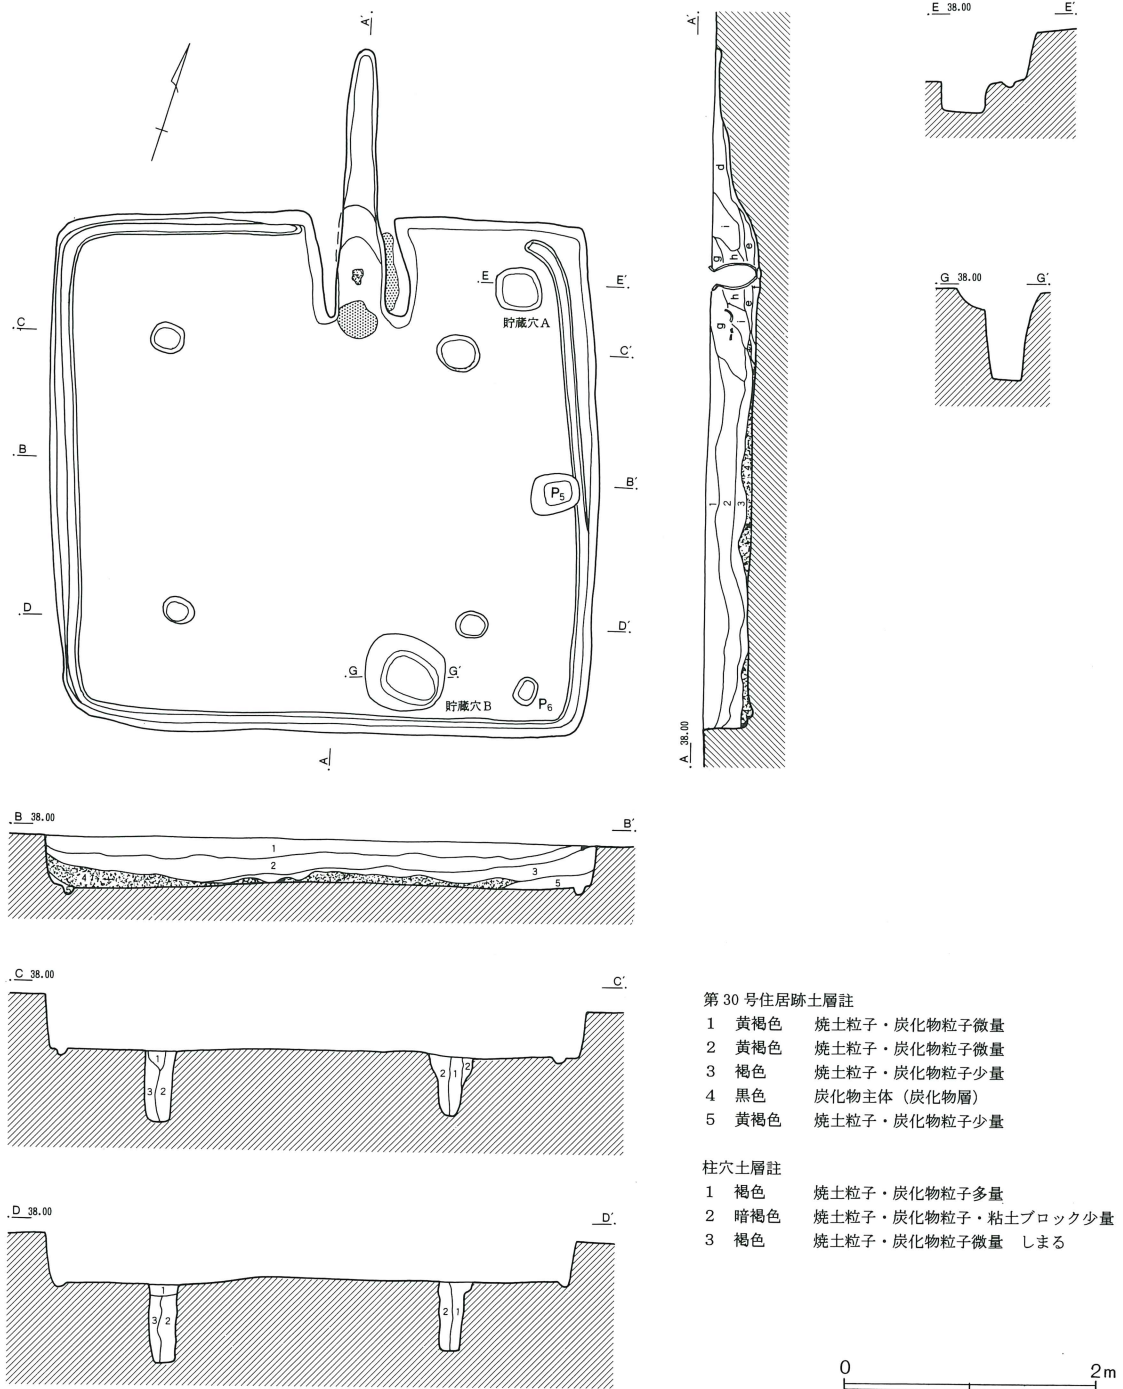 A′
A′
E 38.00 E′
E E′
貯蔵穴A
C
C′
B
P5
B′
D
D′
G G′
貯蔵穴B
P6
A
d
i
g h e
h e
g i
1 2 3 4
A 38.00
G 38.00 G′
B 38.00 B′
1
2
3
4
5
C 38.00 C′
1
3 2
2 1 2
D 38.00 D′
1
3 2
2 1
第30号住居跡土層註
1 黄褐色 焼土粒子・炭化物粒子微量
2 黄褐色 焼土粒子・炭化物粒子微量
3 褐色 焼土粒子・炭化物粒子少量
4 黒色 炭化物主体(炭化物層)
5 黄褐色 焼土粒子・炭化物粒子少量
柱穴土層註
1 褐色 焼土粒子・炭化物粒子多量
2 暗褐色 焼土粒子・炭化物粒子・粘土ブロック少量
3 褐色 焼土粒子・炭化物粒子微量 しまる
0 2m